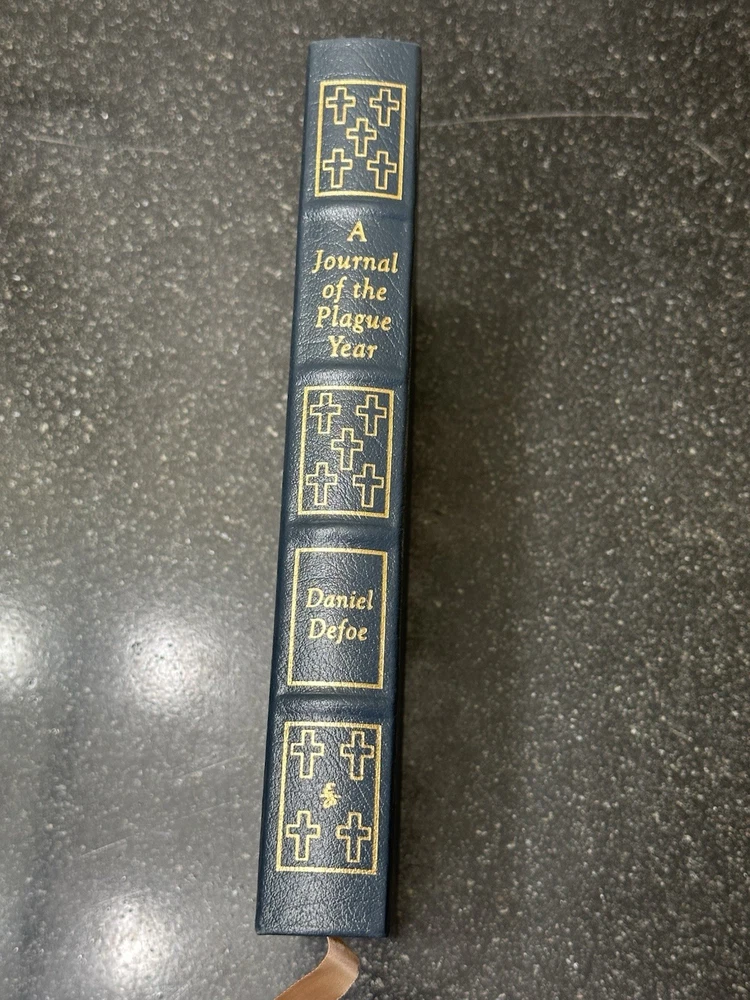 A
Journal
of the
Plague
Year
Daniel
Defoe